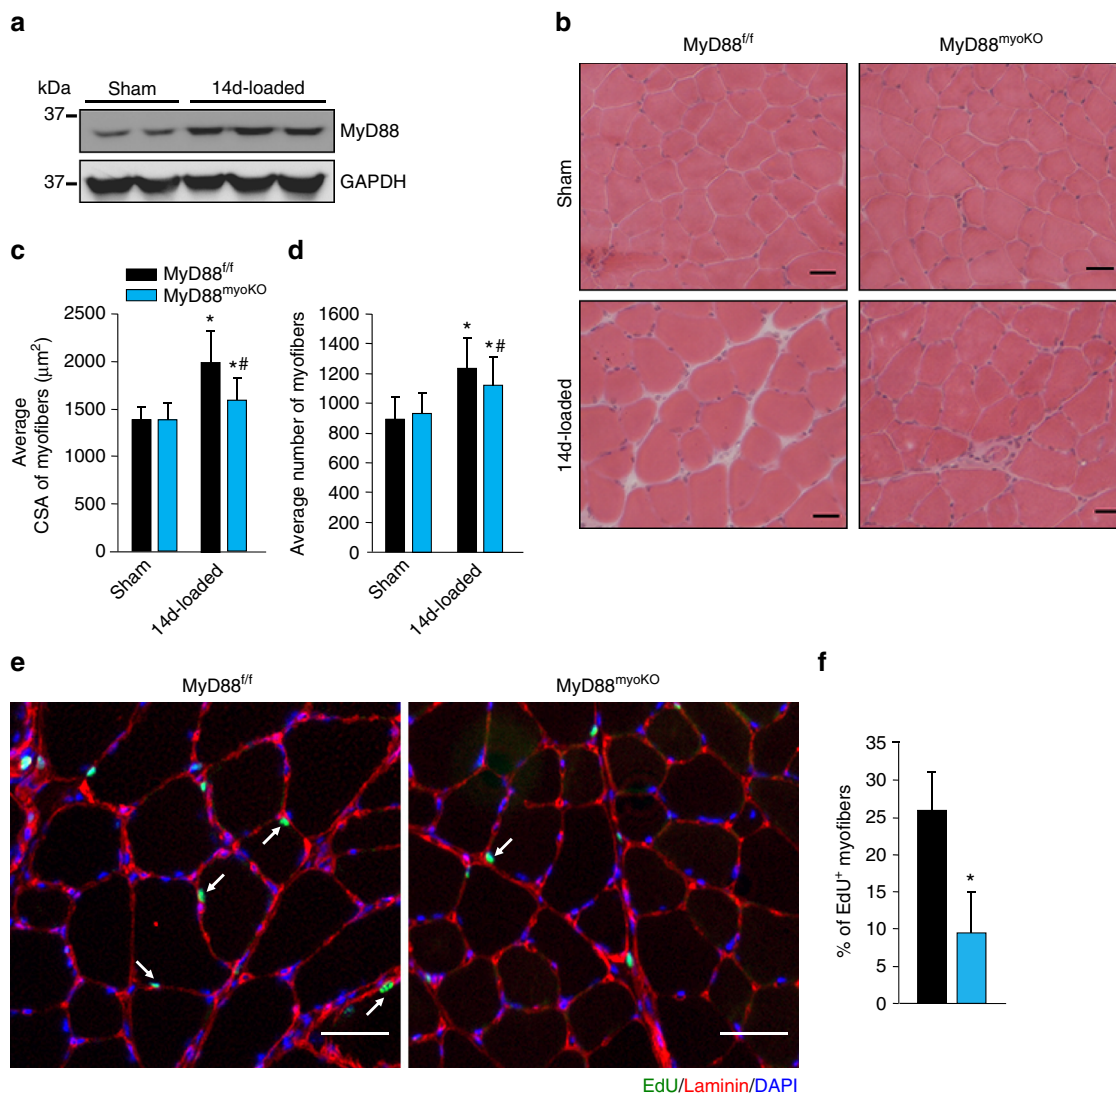 a
kDa
Sham
14d-loaded
37
MyD88
37
GAPDH
b
MyD88f/f
MyD88myoKO
Sham
14d-loaded
c
MyD88f/f
MyD88myoKO
Average
CSA of myofibers (μm2)
2500
2000
1500
1000
500
0
*
*#
Sham
14d-loaded
d
Average number of myofibers
1600
1400
1200
1000
800
600
400
200
0
*
*#
Sham
14d-loaded
e
MyD88f/f
MyD88myoKO
EdU/Laminin/DAPI
f
% of EdU+ myofibers
35
30
25
20
15
10
5
0
*